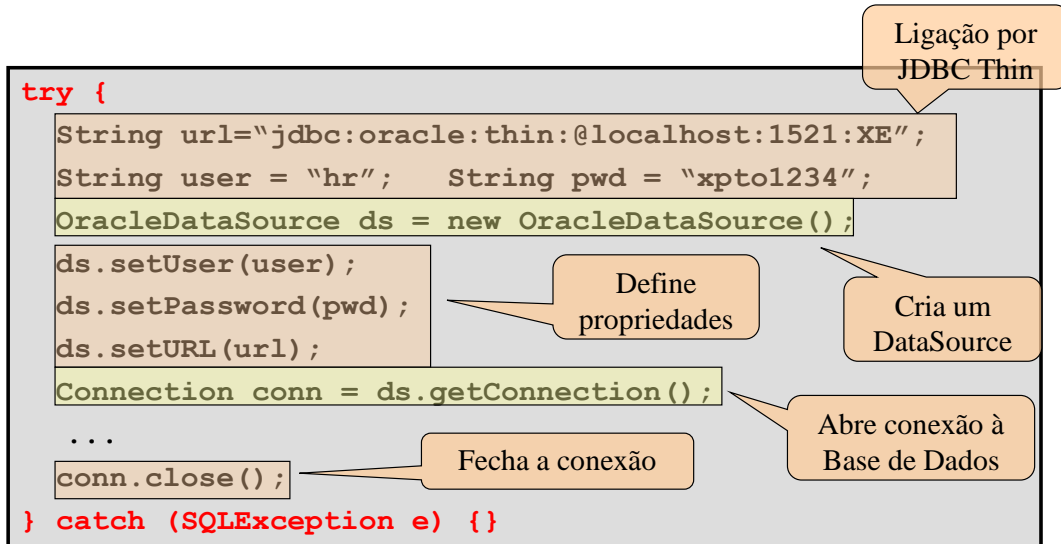 Ligação por
JDBC Thin
try {
String url=“jdbc:oracle:thin:@localhost:1521:XE”;
String user = “hr”;   String pwd = “xpto1234”;
OracleDataSource ds = new OracleDataSource();
ds.setUser(user);
ds.setPassword(pwd);
ds.setURL(url);
Define
propriedades
Cria um
DataSource
Connection conn = ds.getConnection();
...
Abre conexão à
Base de Dados
Fecha a conexão
conn.close();
} catch (SQLException e) {}